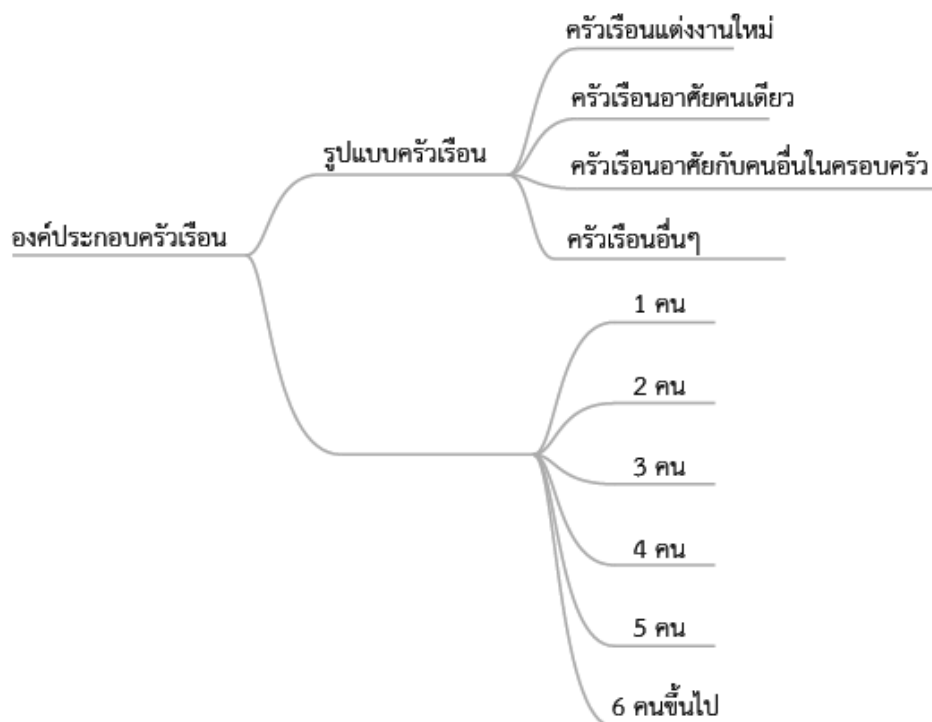 ครัวเรือนแต่งงานใหม่
ครัวเรือนอาศัยคนเดียว
รูปแบบครัวเรือน
ครัวเรือนอาศัยกับคนอื่นในครอบครัว
องค์ประกอบครัวเรือน
ครัวเรือนอื่นๆ
1 คน
2 คน
3 คน
4 คน
5 คน
6 คนขึ้นไป